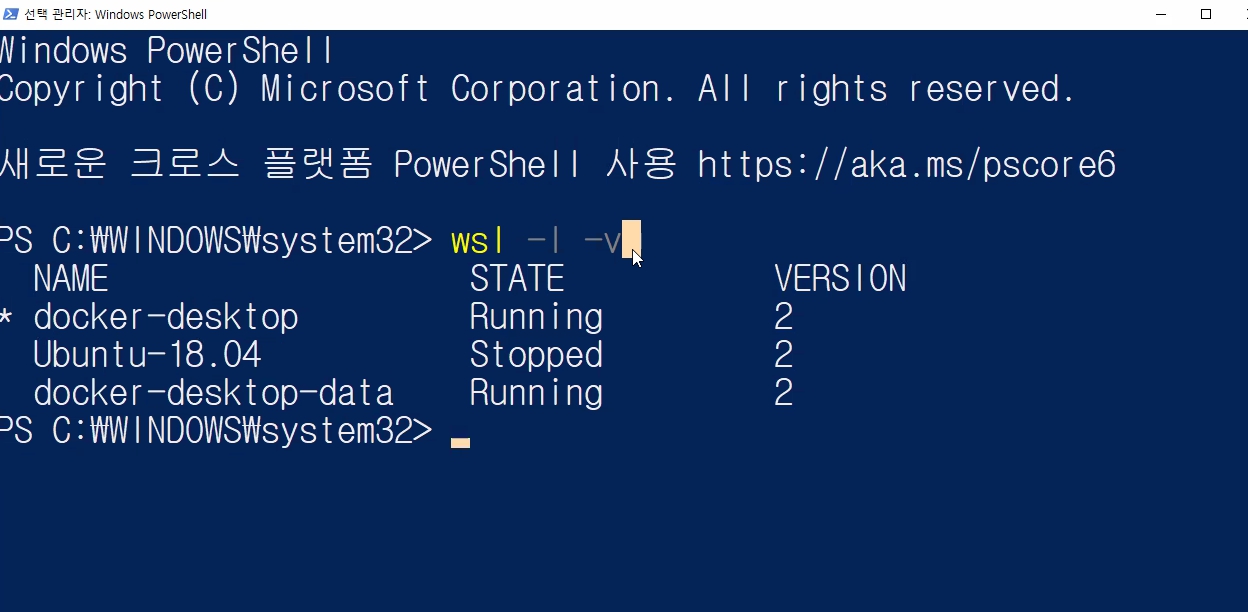 선택 관리자: Windows PowerShell
Windows PowerShell
Copyright (C) Microsoft Corporation. All rights reserved.
새로운 크로스 플랫폼 PowerShell 사용 https://aka.ms/pscore6
PS C:₩WINDOWS₩system32> wsl -l -v
NAME STATE VERSION
* docker-desktop Running 2
Ubuntu-18.04 Stopped 2
docker-desktop-data Running 2
PS C:₩WINDOWS₩system32>